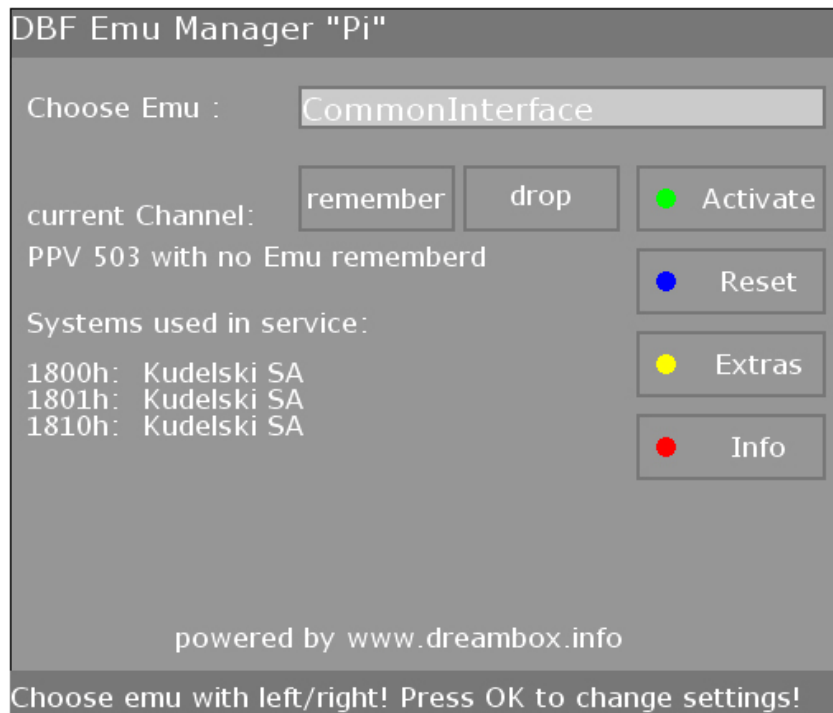 DBF Emu Manager "Pi"
Choose Emu :
CommonInterface
current Channel:
remember
drop
Activate
PPV 503 with no Emu rememberd
Reset
Systems used in service:
Extras
1800h: Kudelski SA
1801h: Kudelski SA
1810h: Kudelski SA
Info
powered by www.dreambox.info
Choose emu with left/right! Press OK to change settings!